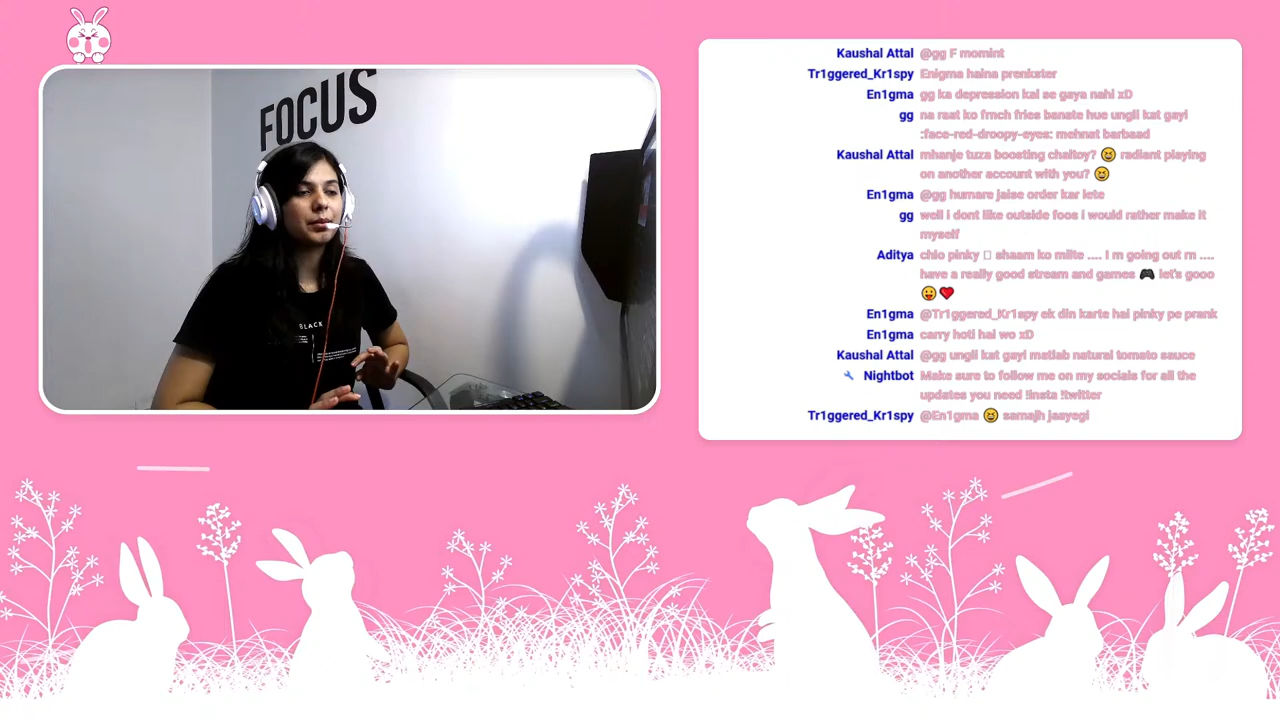 FOCUS
BLACK
Kaushal Attal @gg F momint
Tr1ggered_Kr1spy Enigma haina prenkster
En1gma gg ka depression kal se gaya nahi xD
gg na raat ko frnch fries banate hue ungli kat gayi
:face-red-droopy-eyes: mehnat barbaad
Kaushal Attal mhanje tuza boosting chaltoy? 😆 radiant playing
on another account with you? 😆
En1gma @gg humare jaise order kar lete
gg well i dont like outside foos i would rather make it
myself
Aditya chlo pinky shaam ko milte .... I m going out rn ....
have a really good stream and games 🎮 let's gooo
😛❤️
En1gma @Tr1ggered_Kr1spy ek din karte hai pinky pe prank
En1gma carry hoti hai wo xD
Kaushal Attal @gg ungli kat gayi matlab natural tomato sauce
Nightbot Make sure to follow me on my socials for all the
updates you need !insta !twitter
Tr1ggered_Kr1spy @En1gma 😆 samajh jaayegi